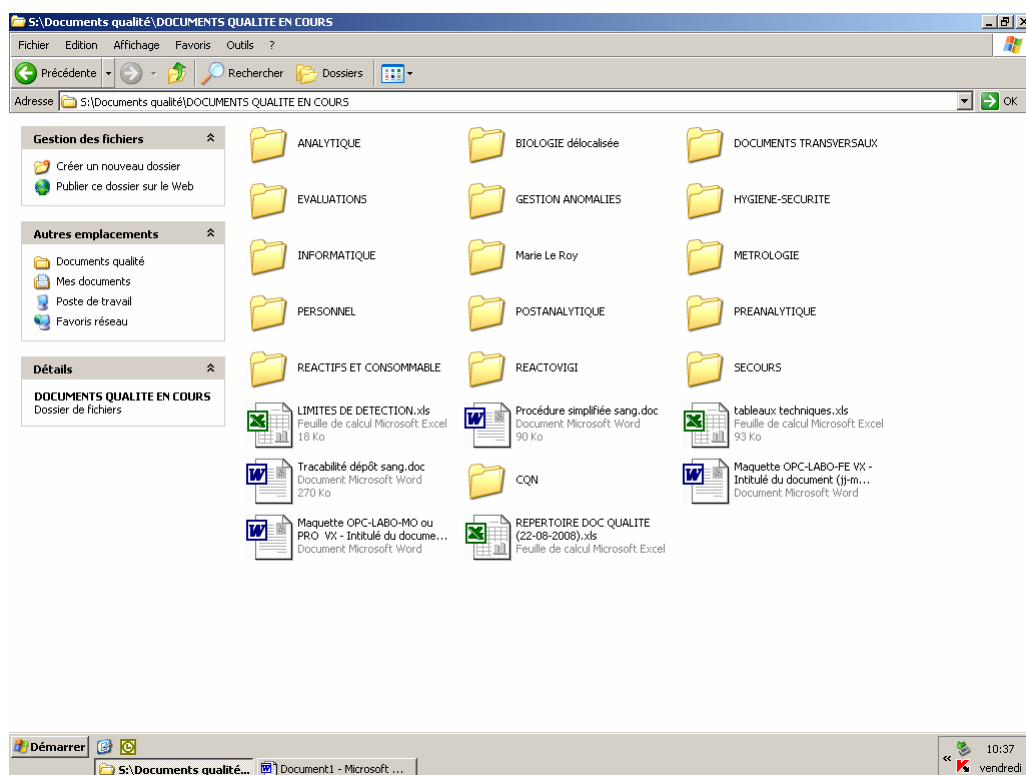 S:\Documents qualité\DOCUMENTS QUALITE EN COURS
Fichier Edition Affichage Favoris Outils ?
Précédente Rechercher Dossiers
Adresse S:\Documents qualité\DOCUMENTS QUALITE EN COURS OK
Gestion des fichiers
Créer un nouveau dossier
Publier ce dossier sur le Web
Autres emplacements
Documents qualité
Mes documents
Poste de travail
Favoris réseau
Détails
DOCUMENTS QUALITE EN COURS
Dossier de fichiers
ANALYTIQUE
BIOLOGIE délocalisée
DOCUMENTS TRANSVERSAUX
EVALUATIONS
GESTION ANOMALIES
HYGIENE-SECURITE
INFORMATIQUE
Marie Le Roy
METROLOGIE
PERSONNEL
POSTANALYTIQUE
PREANALYTIQUE
REACTIFS ET CONSOMMABLE
REACTOVIGI
SECOURS
LIMITES DE DETECTION.xls
Feuille de calcul Microsoft Excel
18 Ko
Procédure simplifiée sang.doc
Document Microsoft Word
90 Ko
tableaux techniques.xls
Feuille de calcul Microsoft Excel
93 Ko
Tracabilité dépôt sang.doc
Document Microsoft Word
270 Ko
CQN
Maquette OPC-LABO-FE VX -
Intitulé du document (jj-m...
Document Microsoft Word
Maquette OPC-LABO-MO ou
PRO VX - Intitulé du docume...
Document Microsoft Word
REPERTOIRE DOC QUALITE
(22-08-2008).xls
Feuille de calcul Microsoft Excel
Démarrer
S:\Documents qualité...
Document1 - Microsoft ...
«
10:37
vendredi